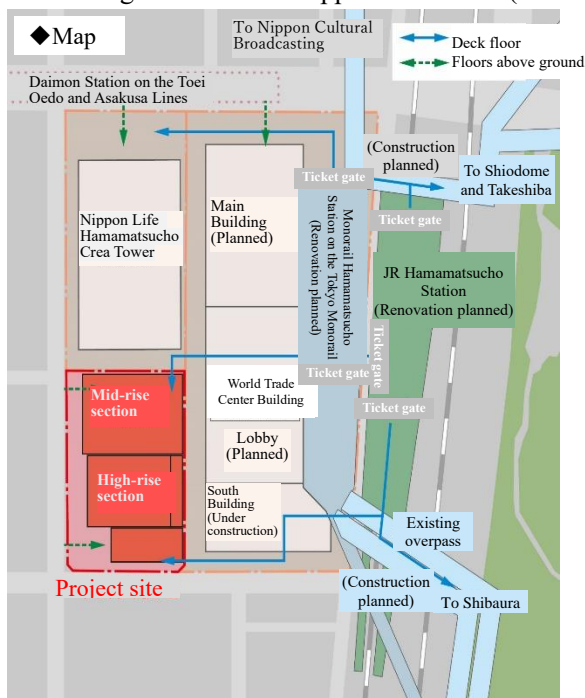 ◆Map
To Nippon Cultural
Broadcasting
Deck floor
Floors above ground
Daimon Station on the Toei
Oedo and Asakusa Lines
(Construction
planned)
To Shiodome
and Takeshiba
Ticket gate
Ticket gate
Nippon Life
Hamamatsucho
Crea Tower
Main
Building
(Planned)
Monorail Hamamatsucho
Station on the Tokyo Monorail
(Renovation planned)
JR Hamamatsucho
Station
(Renovation planned)
Ticket gate
Ticket gate
Ticket gate
Mid-rise
section
World Trade
Center Building
Lobby
(Planned)
High-rise
section
South
Building
(Under
construction)
Existing
overpass
(Construction
planned)
To Shibaura
Project site